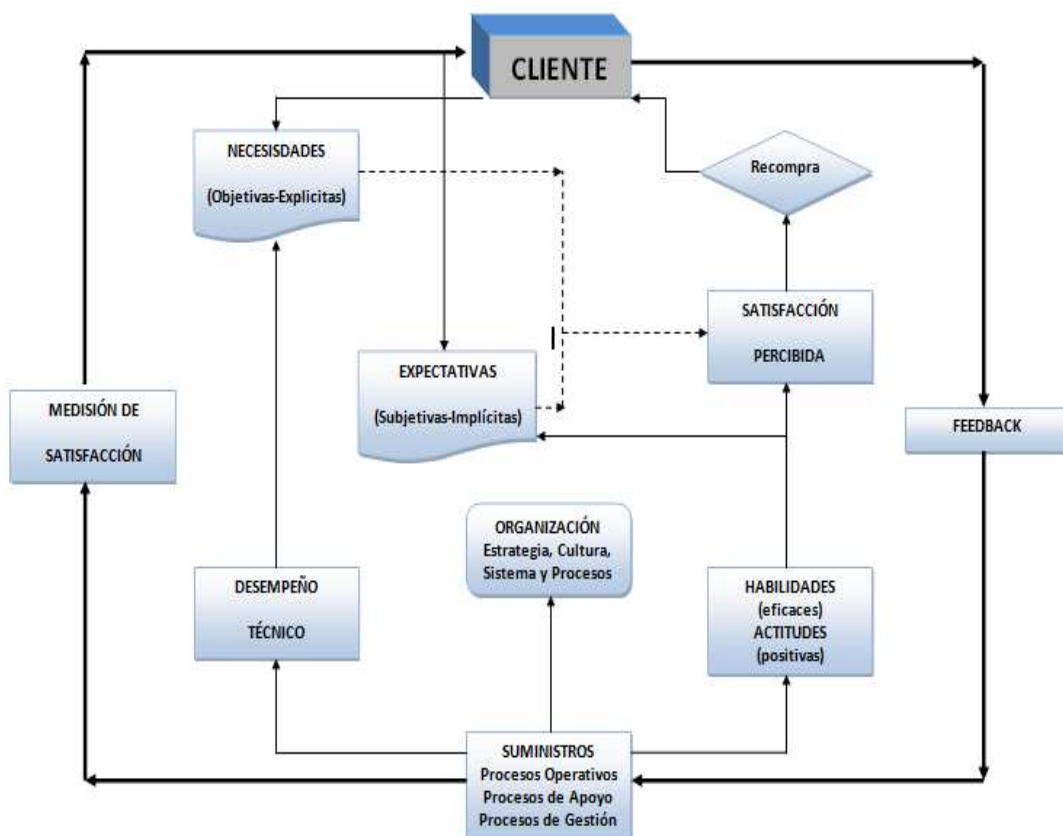 CLIENTE
NECESISDADES
(Objetivas-Explicitas)
Recompra
SATISFACCIÓN
PERCIBIDA
EXPECTATIVAS
(Subjetivas-Implícitas)
MEDISIÓN DE
SATISFACCIÓN
FEEDBACK
ORGANIZACIÓN
Estrategia, Cultura,
Sistema y Procesos
DESEMPEÑO
TÉCNICO
HABILIDADES
(eficaces)
ACTITUDES
(positivas)
SUMINISTROS
Procesos Operativos
Procesos de Apoyo
Procesos de Gestión